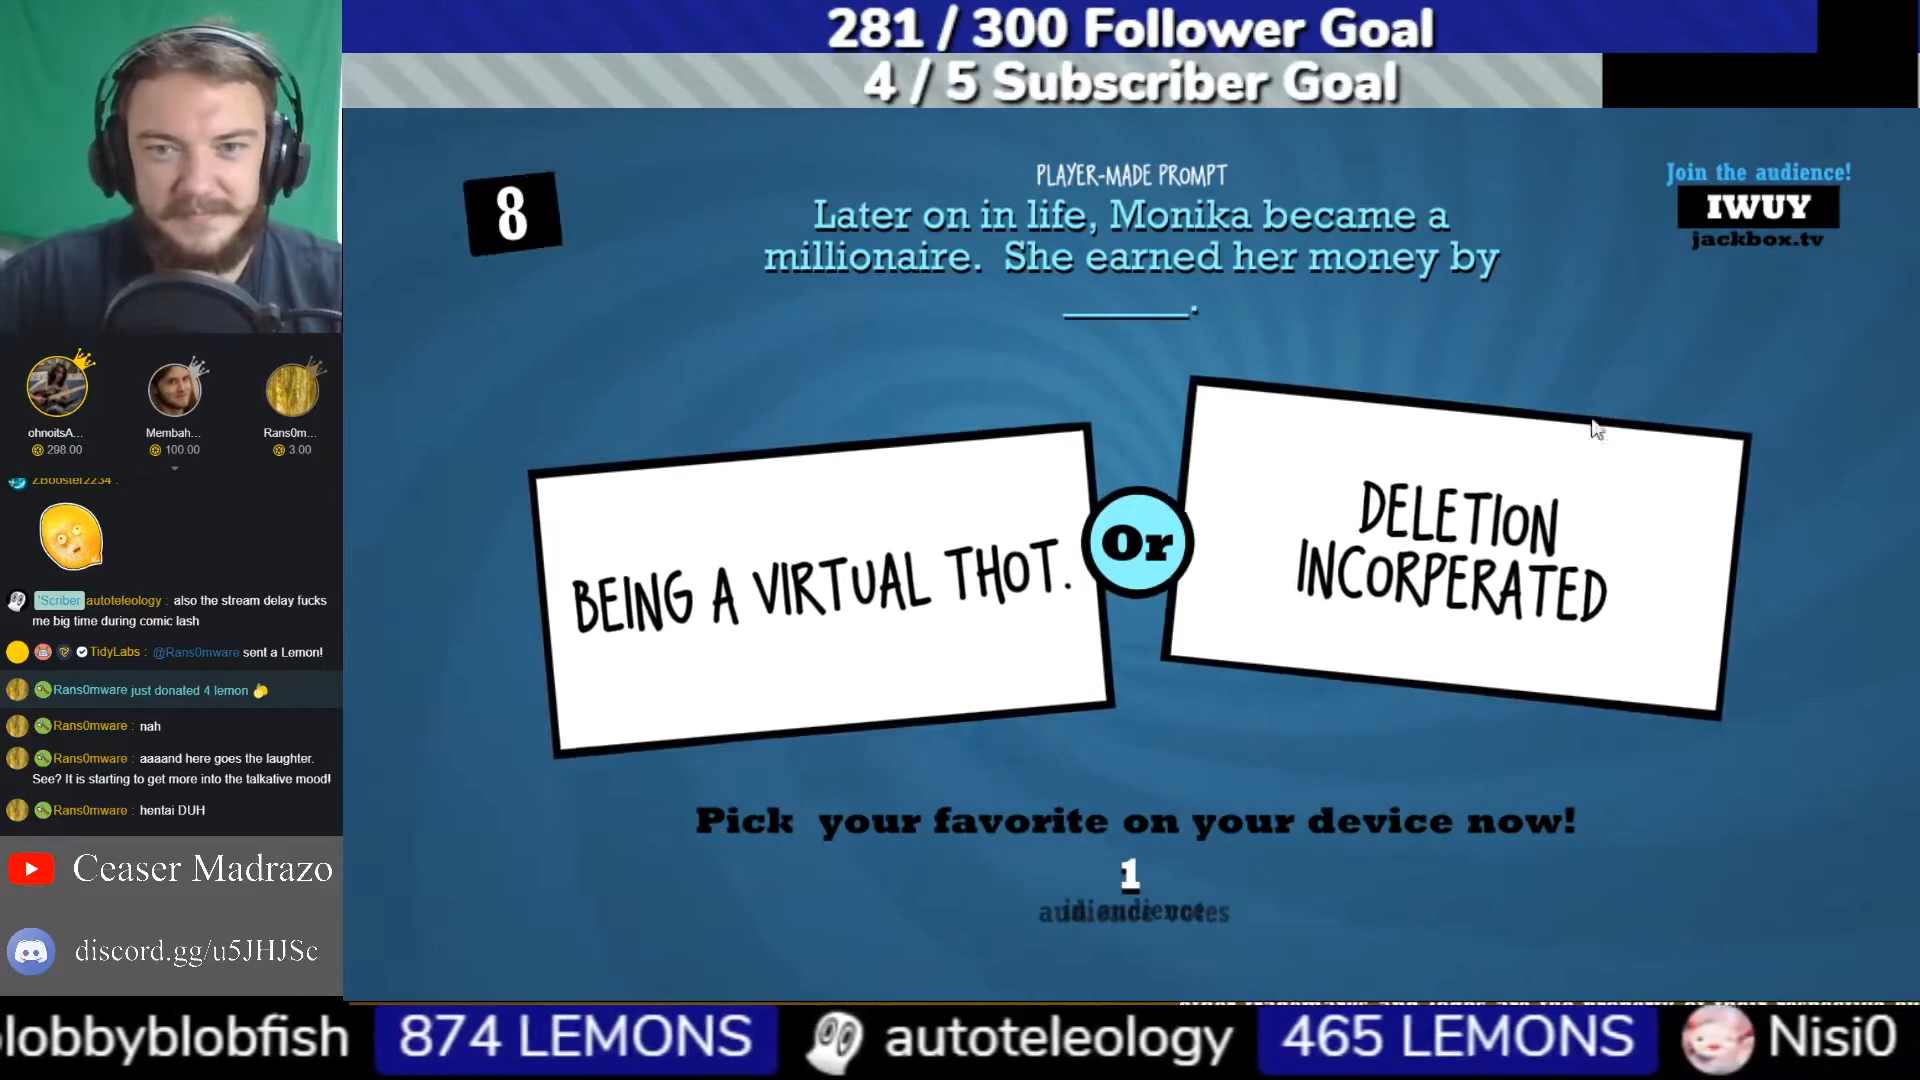 281 / 300 Follower Goal
4 / 5 Subscriber Goal
8
PLAYER-MADE PROMPT
Later on in life, Monika became a
millionaire. She earned her money by
________.
Join the audience!
IWUY
jackbox.tv
BEING A VIRTUAL THOT.
Or
DELETION
INCORPERATED
Pick your favorite on your device now!
1
ohnoitsA...
Membah...
Rans0m...
298.00
100.00
3.00
ZBooster2234 :
'Scriber autoteleology : also the stream delay fucks
me big time during comic lash
TidyLabs : @Rans0mware sent a Lemon!
Rans0mware just donated 4 lemon
Rans0mware : nah
Rans0mware : aaaand here goes the laughter.
See? It is starting to get more into the talkative mood!
Rans0mware : hentai DUH
Ceaser Madrazo
discord.gg/u5JHJSc
lobbyblobfish 874 LEMONS autoteleology 465 LEMONS Nisi0